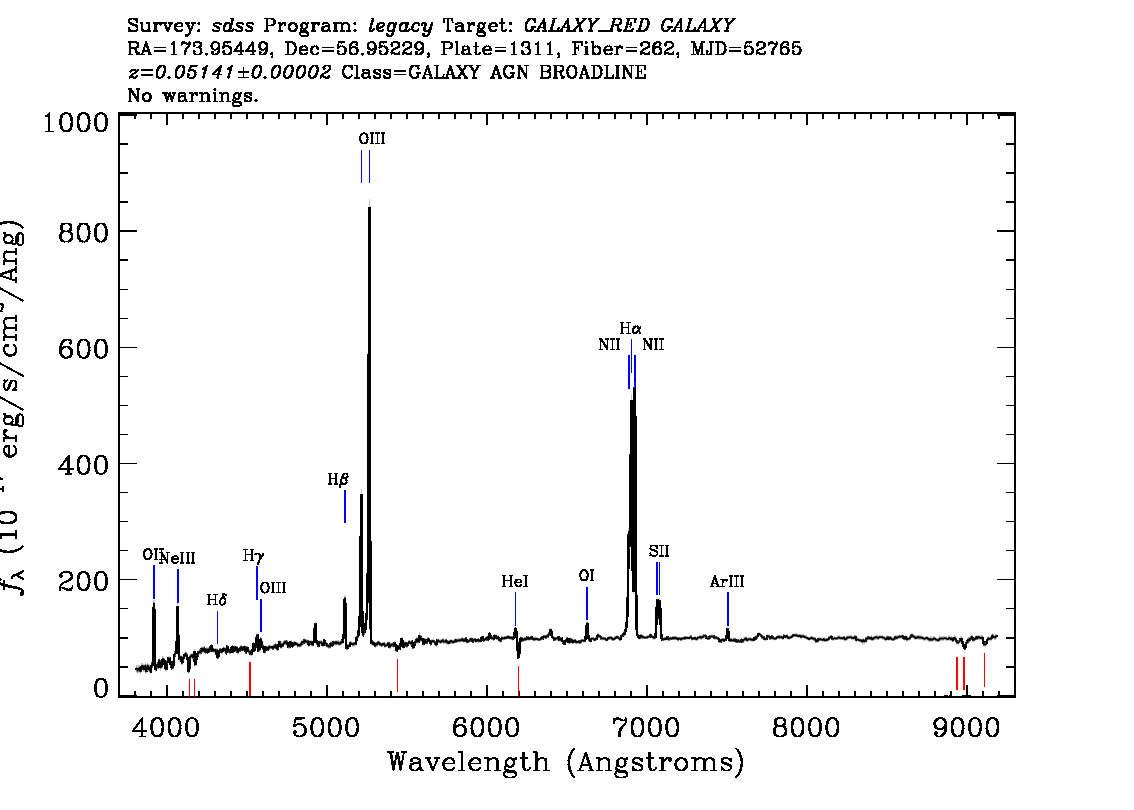 Survey: sdss Program: legacy Target: GALAXY_RED GALAXY
RA=173.95449, Dec=56.95229, Plate=1311, Fiber=262, MJD=52765
z=0.05141±0.00002 Class=GALAXY AGN BROADLINE
No warnings.
1000
800
600
400
200
0
OIII
Hα
NII NII
Hβ
OII NeIII
Hγ
OIII
Hδ
HeI
OI
SII
ArIII
4000 5000 6000 7000 8000 9000
Wavelength (Angstroms)
erg/s/cm /Ang)
fλ (10